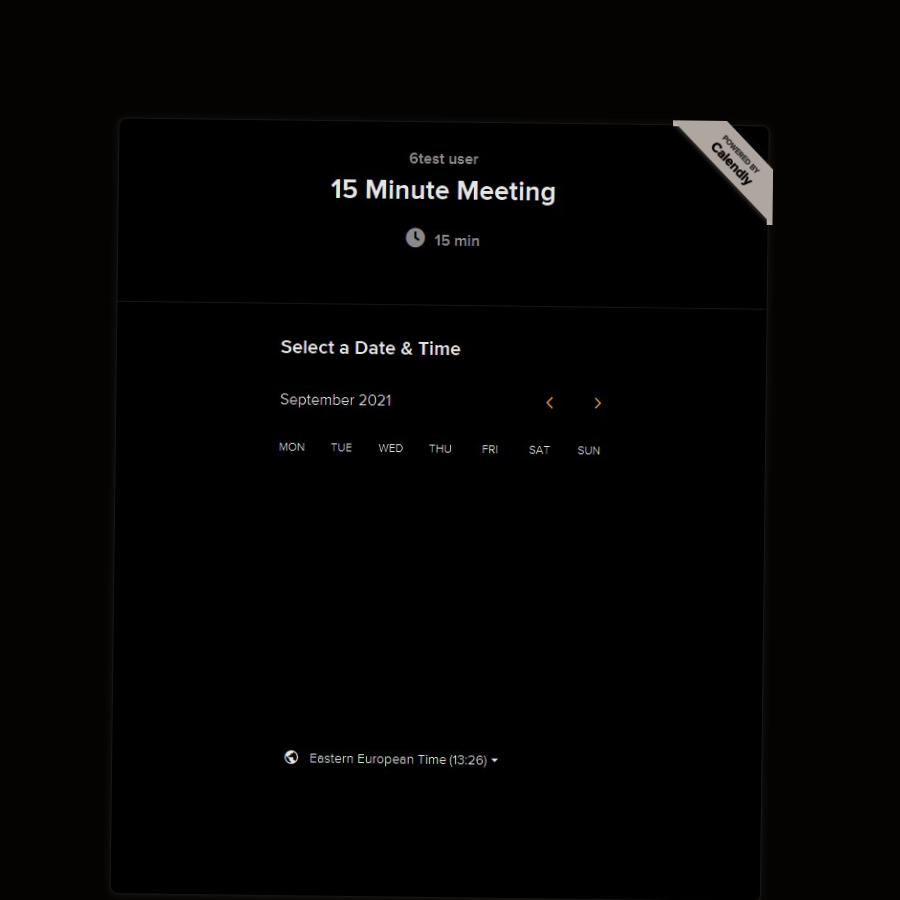 POWERED BY
Calendly
6test user
15 Minute Meeting
15 min
Select a Date & Time
September 2021
MON TUE WED THU FRI SAT SUN
Eastern European Time (13:26)